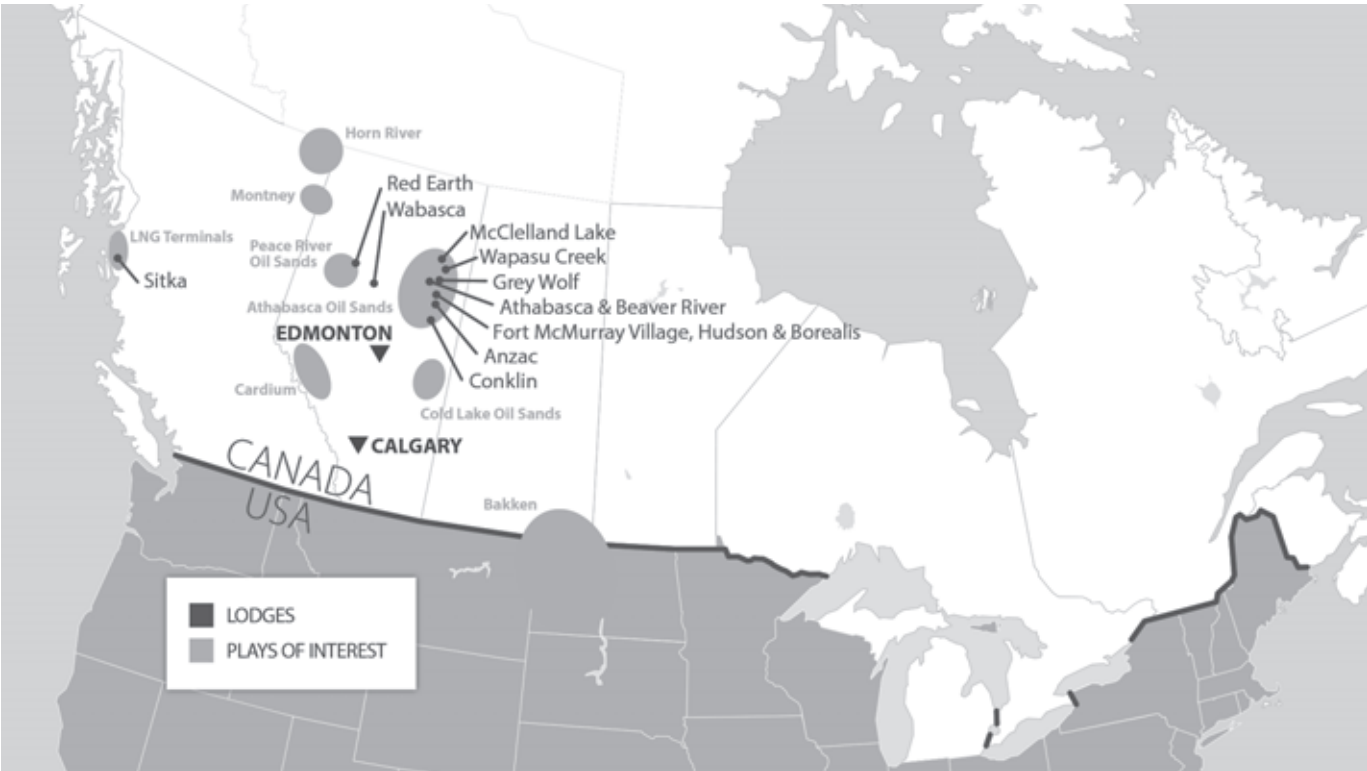 Horn River
Red Earth
Montney
Wabasca
McClelland Lake
LNG Terminals
Peace River
Oil Sands
Wapasu Creek
Sitka
Grey Wolf
Athabasca Oil Sands
Athabasca & Beaver River
EDMONTON
Fort McMurray Village, Hudson & Borealis
Anzac
Conklin
Cardium
Cold Lake Oil Sands
CALGARY
CANADA
USA
Bakken
LODGES
PLAYS OF INTEREST